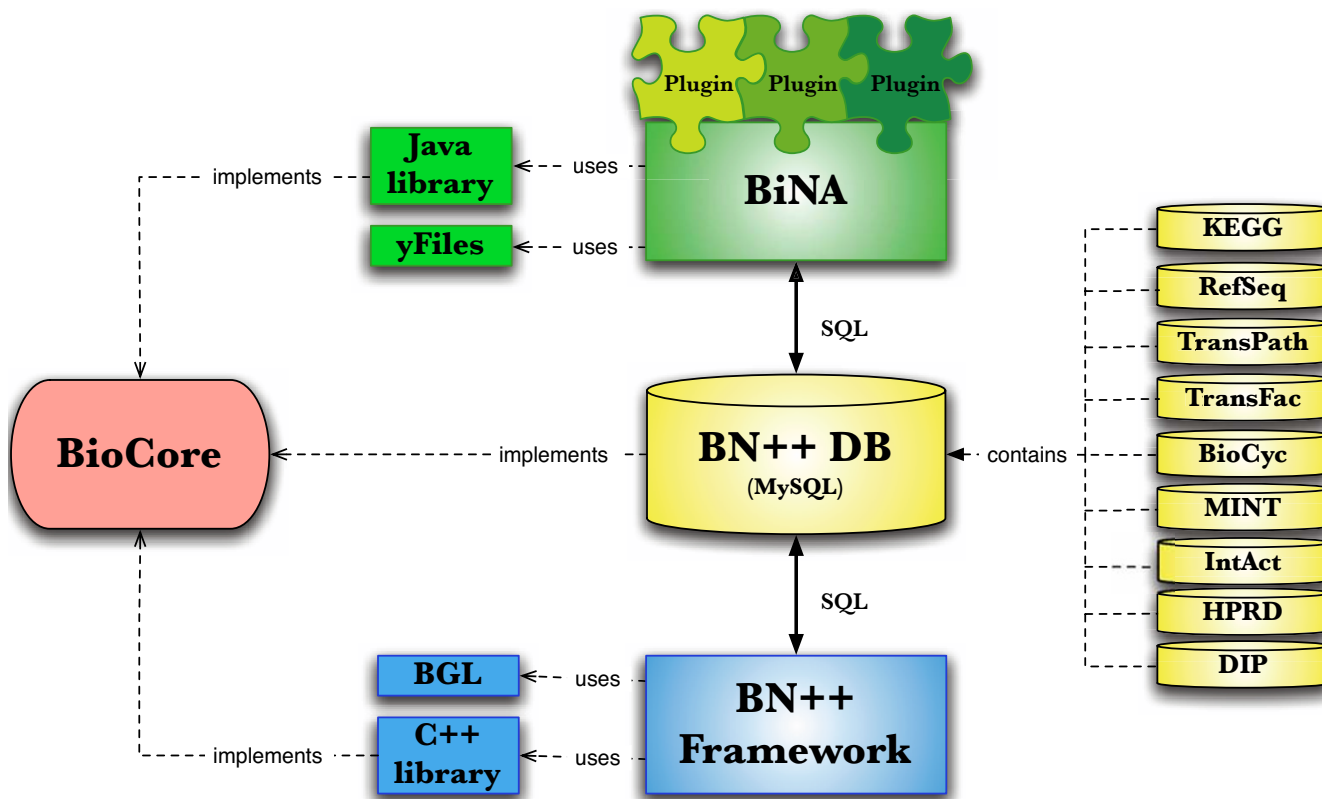 Plugin
Plugin
Plugin
BiNA
Java
library
uses
implements
yFiles
uses
SQL
BioCore
implements
BN++ DB
(MySQL)
contains
KEGG
RefSeq
TransPath
TransFac
BioCyc
MINT
IntAct
HPRD
DIP
SQL
BGL
uses
BN++
Framework
C++
library
uses
implements